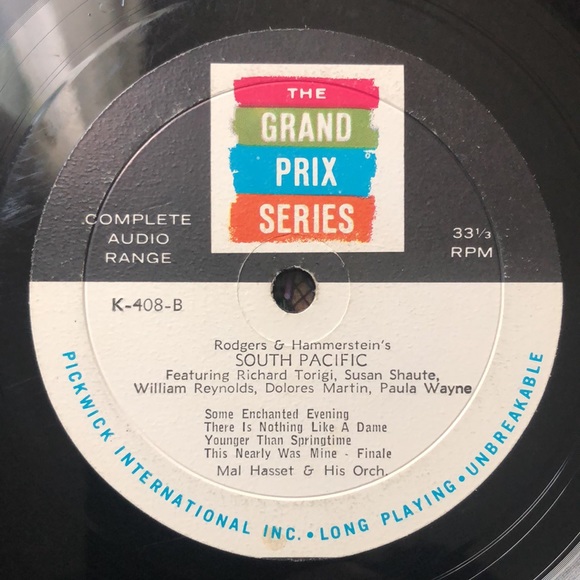 THE
GRAND
PRIX
SERIES
COMPLETE
AUDIO
RANGE
33⅓
RPM
K-408-B
Rodgers & Hammerstein's
SOUTH PACIFIC
Featuring Richard Torigi, Susan Shaute,
William Reynolds, Dolores Martin, Paula Wayne
Some Enchanted Evening
There Is Nothing Like A Dame
Younger Than Springtime
This Nearly Was Mine - Finale
Mal Hasset & His Orch.
PICKWICK INTERNATIONAL INC. • LONG PLAYING • UNBREAKABLE